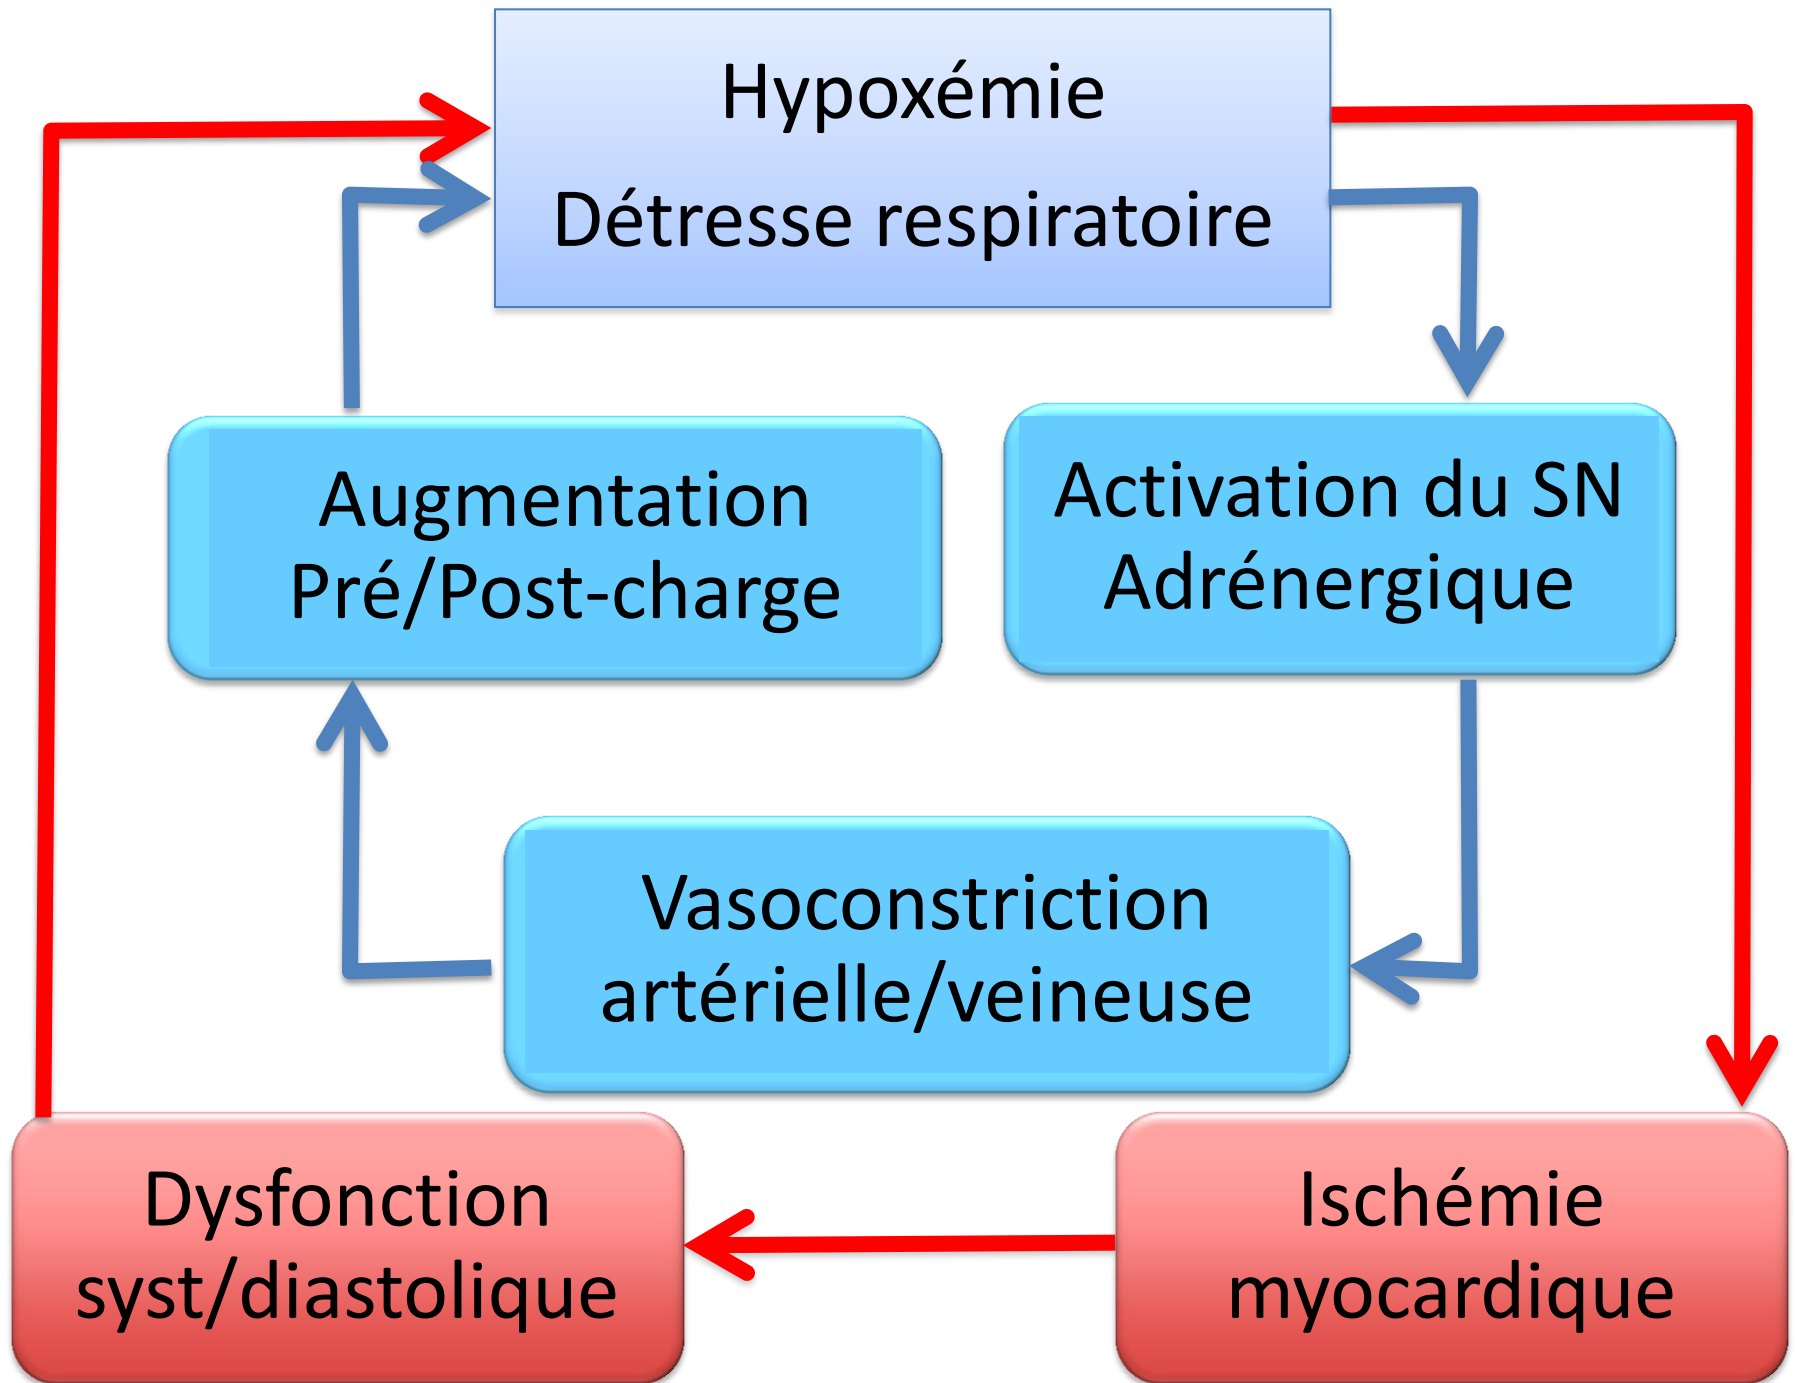 Hypoxémie
Détresse respiratoire
Augmentation
Pré/Post-charge
Activation du SN
Adrénergique
Vasoconstriction
artérielle/veineuse
Dysfonction
syst/diastolique
Ischémie
myocardique